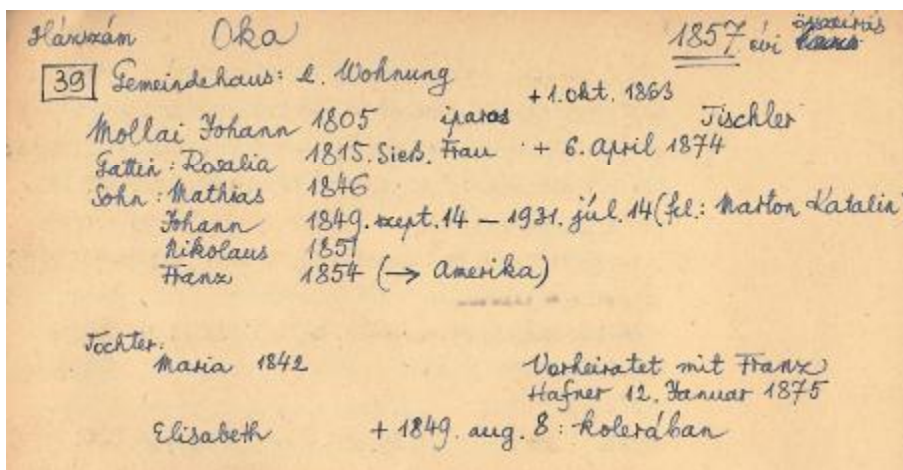 Házszám Oka 1857 évi összeírás
39 Gemeindehaus: 2. Wohnung
+ 1. okt. 1863
Mollai Johann 1805 iparos Tischler
Gattin: Rosalia 1815. Sieß. Frau + 6. April 1874
Sohn: Mathias 1846
Johann 1849. szept. 14 – 1931. júl. 14 (fel.: Marton Katalin)
Nikolaus 1851
Franz 1854 (→ Amerika)
Tochter:
Maria 1842 Verheiratet mit Franz
Hafner 12. Januar 1875
Elisabeth + 1849. aug. 8: kolerában